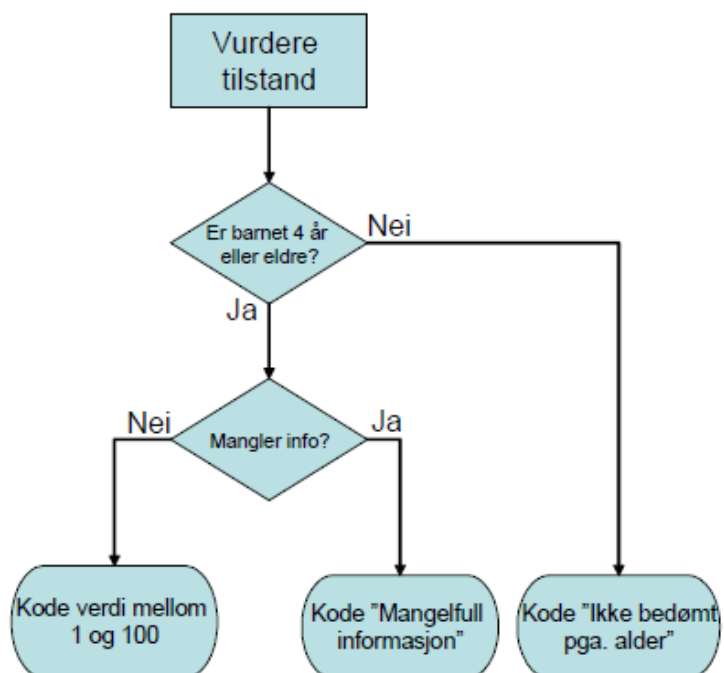 Vurdere
tilstand
Er barnet 4 år
eller eldre?
Nei
Ja
Mangler info?
Nei
Ja
Kode verdi mellom
1 og 100
Kode ”Mangelfull
informasjon”
Kode ”Ikke bedømt
pga. alder”